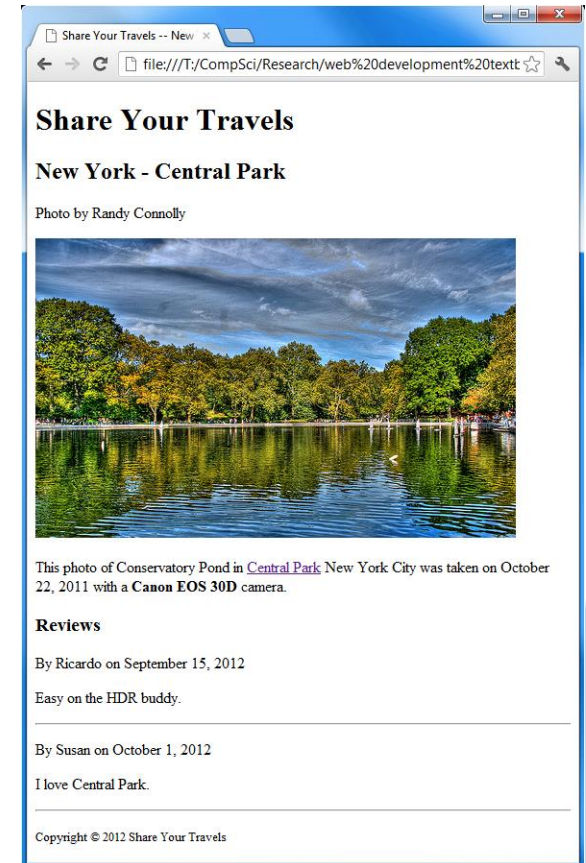 Share Your Travels -- New
file:///T:/CompSci/Research/web%20development%20textb
Share Your Travels
New York - Central Park
Photo by Randy Connolly
This photo of Conservatory Pond in Central Park New York City was taken on October
22, 2011 with a Canon EOS 30D camera.
Reviews
By Ricardo on September 15, 2012
Easy on the HDR buddy.
By Susan on October 1, 2012
I love Central Park.
Copyright © 2012 Share Your Travels